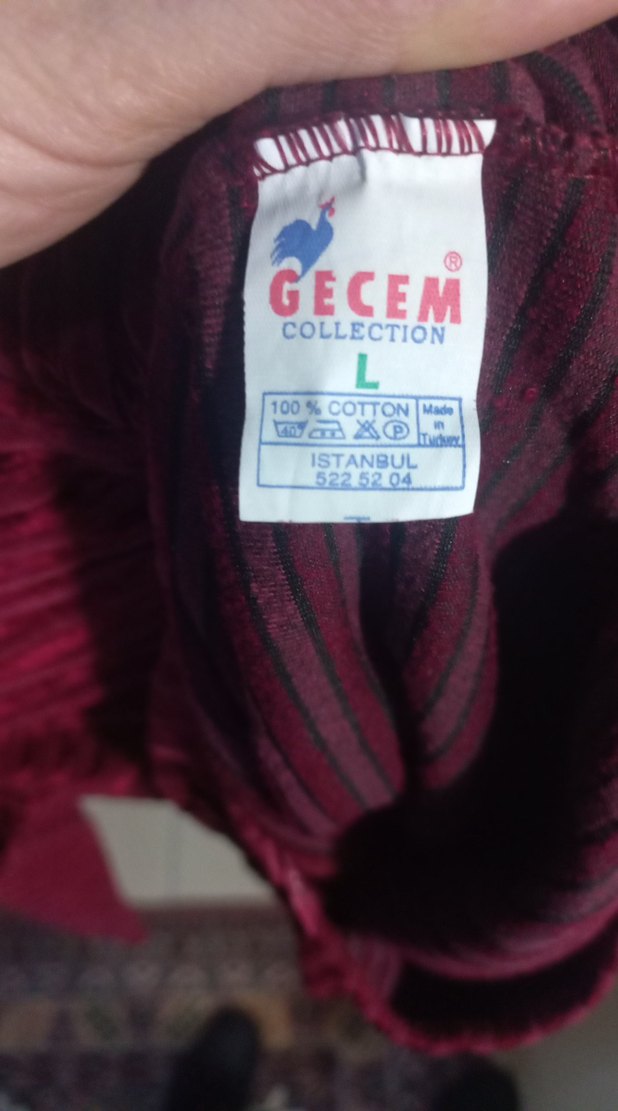 GECEM ®
COLLECTION
L
100 % COTTON
40°
P
Made
in
Turkey
ISTANBUL
522 52 04